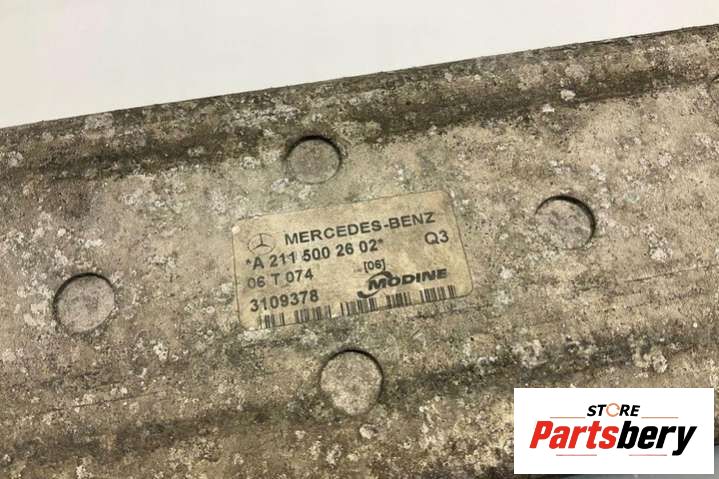 MERCEDES-BENZ
*A 211 500 26 02* Q3
06 T 074 [06]
3109378 MODINE
STORE
Partsbery